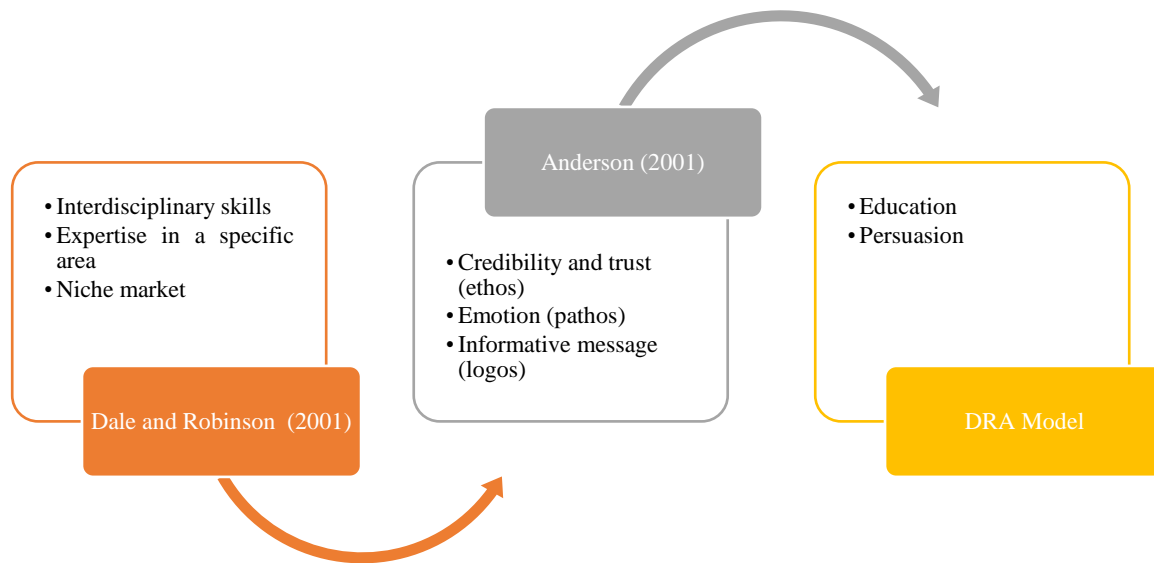 • Interdisciplinary skills
• Expertise in a specific
area
• Niche market
Dale and Robinson (2001)
Anderson (2001)
• Credibility and trust
(ethos)
• Emotion (pathos)
• Informative message
(logos)
• Education
• Persuasion
DRA Model